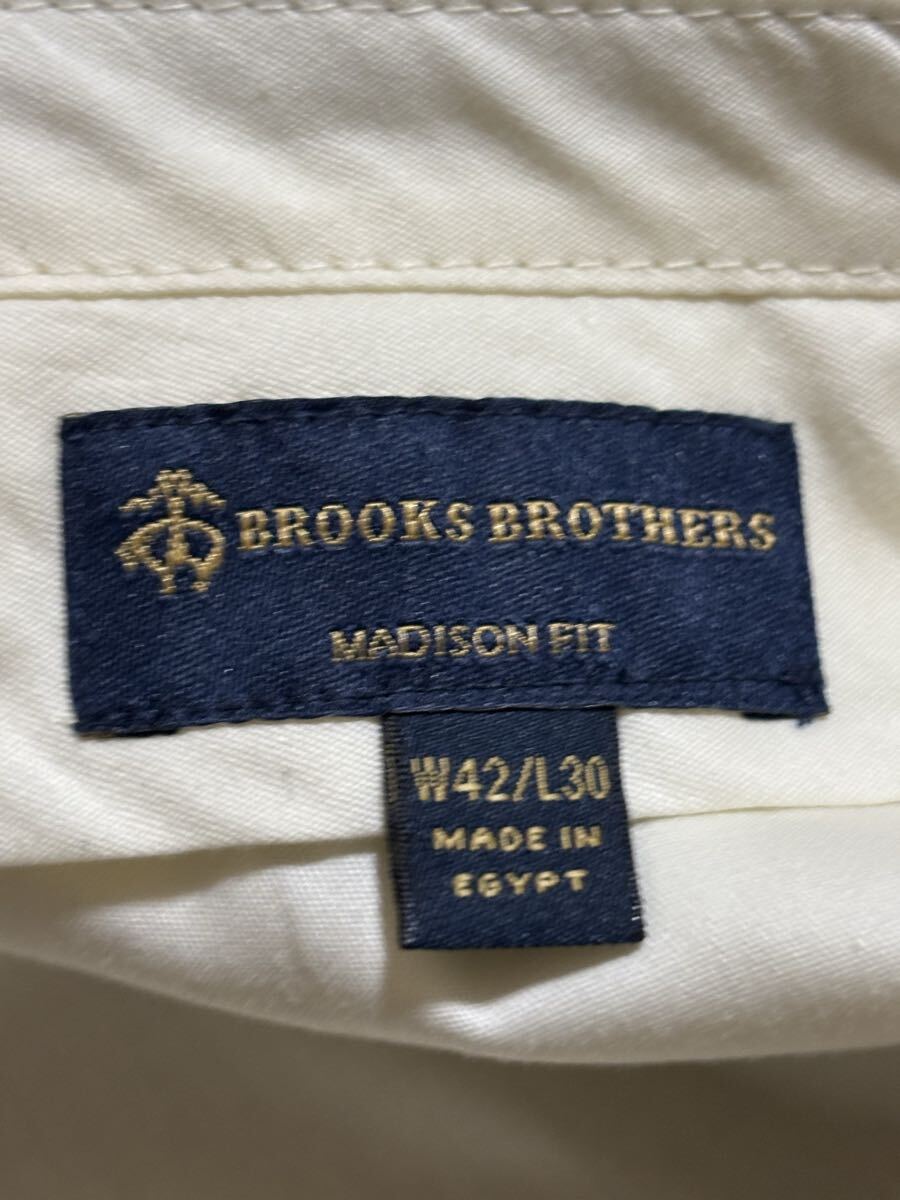 BROOKS BROTHERS
MADISON FIT
W42/L30
MADE IN
EGYPT